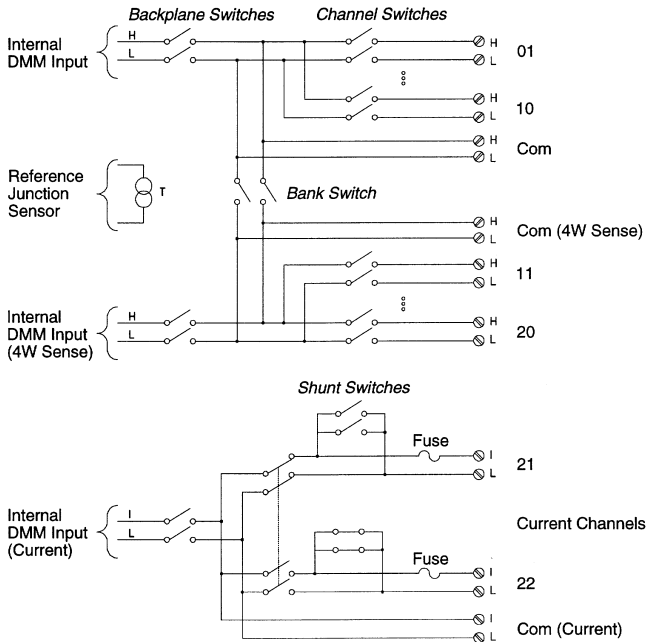 Backplane Switches
Channel Switches
Internal
DMM Input
H
L
H
L
01
H
L
10
H
L
Com
Reference
Junction
Sensor
T
Bank Switch
H
L
Com (4W Sense)
H
L
11
Internal
DMM Input
(4W Sense)
H
L
H
L
20
Shunt Switches
Fuse
I
L
21
Internal
DMM Input
(Current)
I
L
Current Channels
Fuse
I
L
22
I
L
Com (Current)